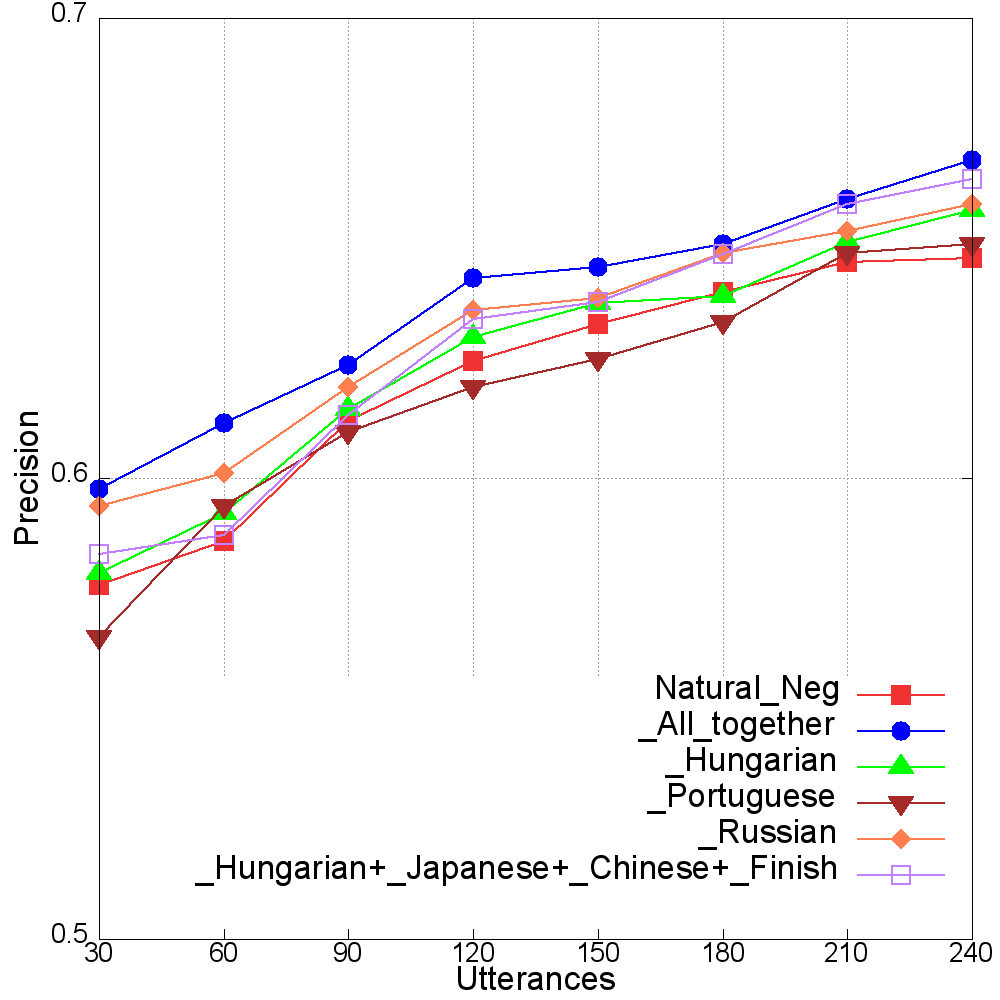 0.7
0.6
0.5
Precision
30 60 90 120 150 180 210 240
Utterances
Natural_Neg
_All_together
_Hungarian
_Portuguese
_Russian
_Hungarian+_Japanese+_Chinese+_Finish